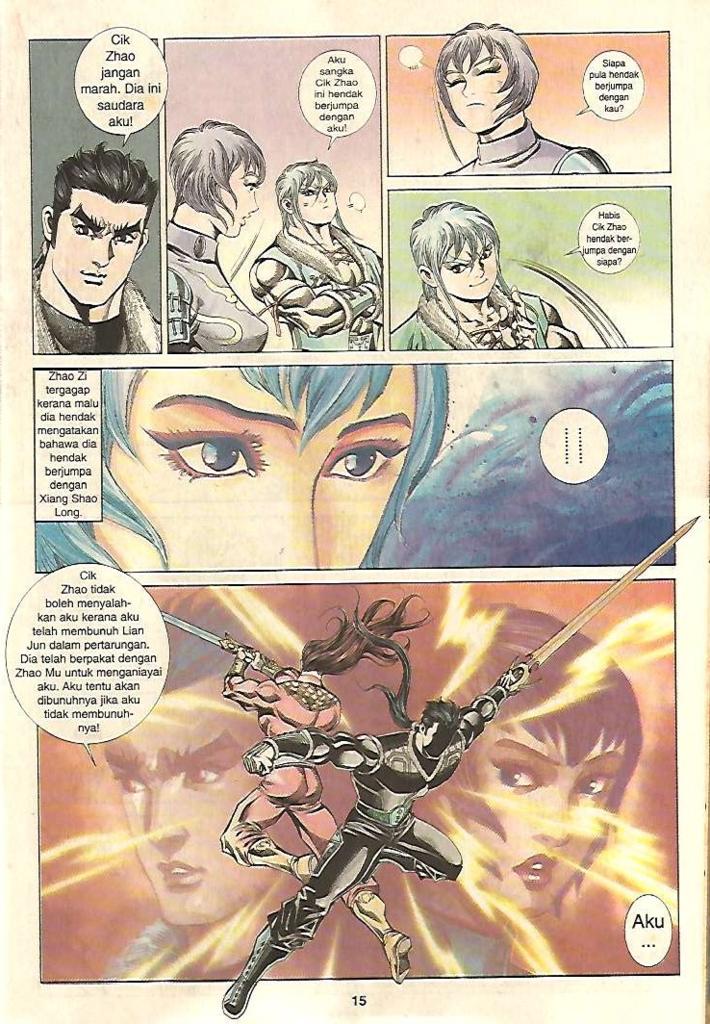 Cik
Zhao
jangan
marah. Dia ini
saudara
aku!
Aku
sangka
Cik Zhao
ini hendak
berjumpa
dengan
aku!
Siapa
pula hendak
berjumpa
dengan
kau?
Habis
Cik Zhao
hendak ber-
jumpa dengan
siapa?
Zhao Zi
tergagap
kerana malu
dia hendak
mengatakan
bahawa dia
hendak
berjumpa
dengan
Xiang Shao
Long.
Cik
Zhao tidak
boleh menyalah-
kan aku kerana aku
telah membunuh Lian
Jun dalam pertarungan.
Dia telah berpakat dengan
Zhao Mu untuk menganiayai
aku. Aku tentu akan
dibunuhnya jika aku
tidak membunuh-
nya!
Aku
...
15